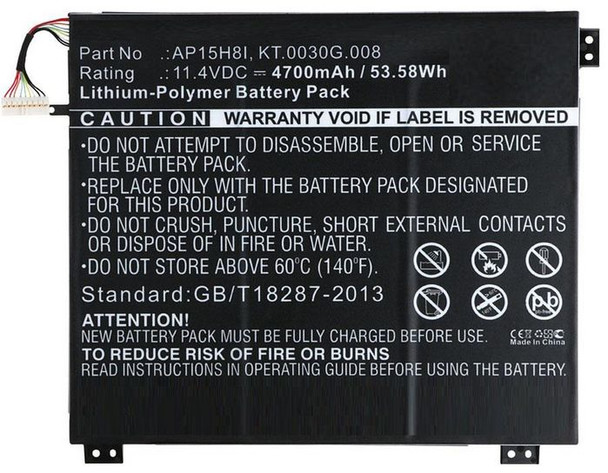 Part No .:AP15H8I, KT.0030G.008
Rating .:11.4VDC ⎓ 4700mAh / 53.58Wh
Lithium-Polymer Battery Pack
CAUTION WARRANTY VOID IF LABEL IS REMOVED
•DO NOT ATTEMPT TO DISASSEMBLE, OPEN OR SERVICE
THE BATTERY PACK.
•REPLACE ONLY WITH THE BATTERY PACK DESIGNATED
FOR THIS PRODUCT.
•DO NOT CRUSH, PUNCTURE, SHORT EXTERNAL CONTACTS
OR DISPOSE OF IN FIRE OR WATER.
•DO NOT STORE ABOVE 60°C (140°F).
Standard:GB/T18287-2013
Pb
ATTENTION!
NEW BATTERY PACK MUST BE FULLY CHARGED BEFORE FIRST USE.
TO REDUCE RISK OF FIRE OR BURNS
READ INSTRUCTIONS IN OPERATING GUIDE BEFORE USING THE BATTERY PACK.
CE
Made In China